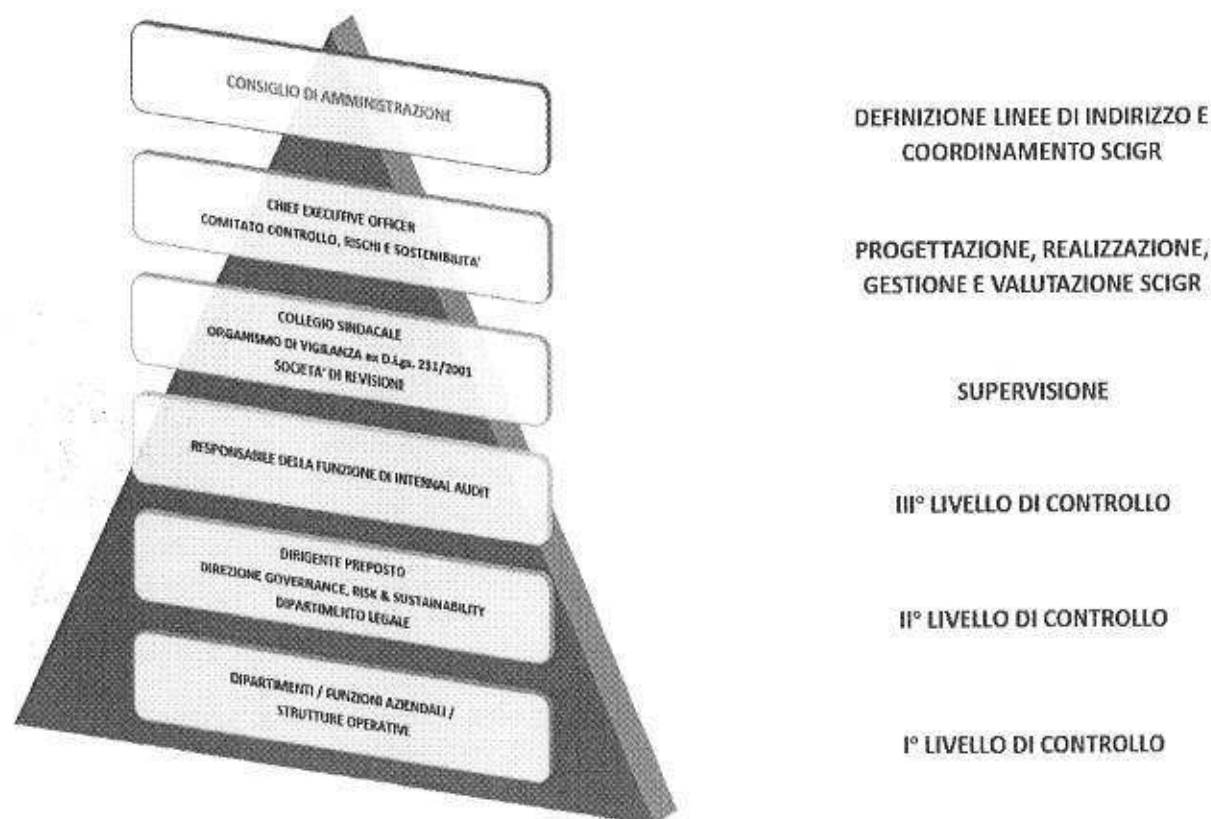 CONSIGLIO DI AMMINISTRAZIONE
DEFINIZIONE LINEE DI INDIRIZZO E
COORDINAMENTO SCIGR
CHIEF EXECUTIVE OFFICER
COMITATO CONTROLLO, RISCHI E SOSTENIBILITA'
PROGETTAZIONE, REALIZZAZIONE,
GESTIONE E VALUTAZIONE SCIGR
COLLEGIO SINDACALE
ORGANISMO DI VIGILANZA ex D.Lgs. 231/2001
SOCIETA' DI REVISIONE
SUPERVISIONE
RESPONSABILE DELLA FUNZIONE DI INTERNAL AUDIT
III° LIVELLO DI CONTROLLO
DIRIGENTE PREPOSTO
DIREZIONE GOVERNANCE, RISK & SUSTAINABILITY
DIPARTIMENTO LEGALE
II° LIVELLO DI CONTROLLO
DIPARTIMENTI / FUNZIONI AZIENDALI /
STRUTTURE OPERATIVE
I° LIVELLO DI CONTROLLO